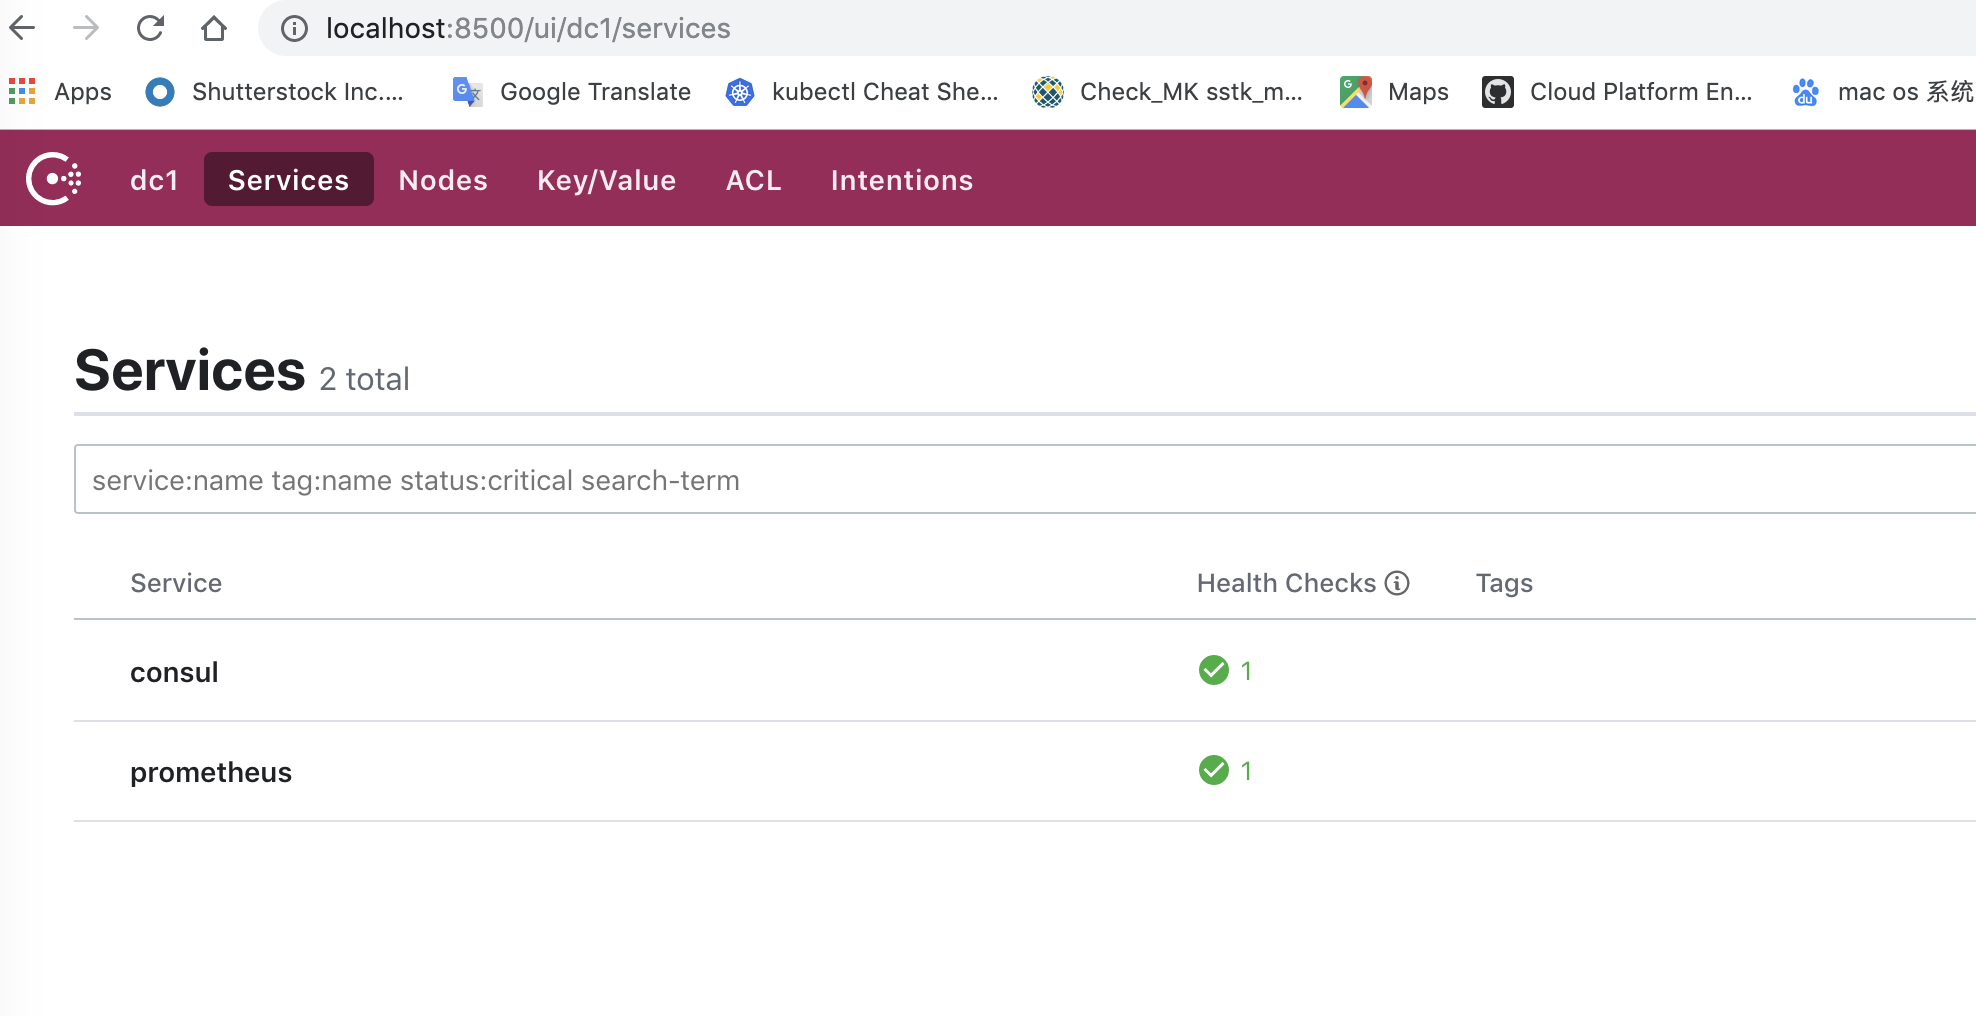 localhost:8500/ui/dc1/services
Apps Shutterstock Inc.... Google Translate kubectl Cheat She... Check_MK sstk_m... Maps Cloud Platform En... mac os 系统
dc1 Services Nodes Key/Value ACL Intentions
Services 2 total
service:name tag:name status:critical search-term
Service Health Checks Tags
consul 1
prometheus 1